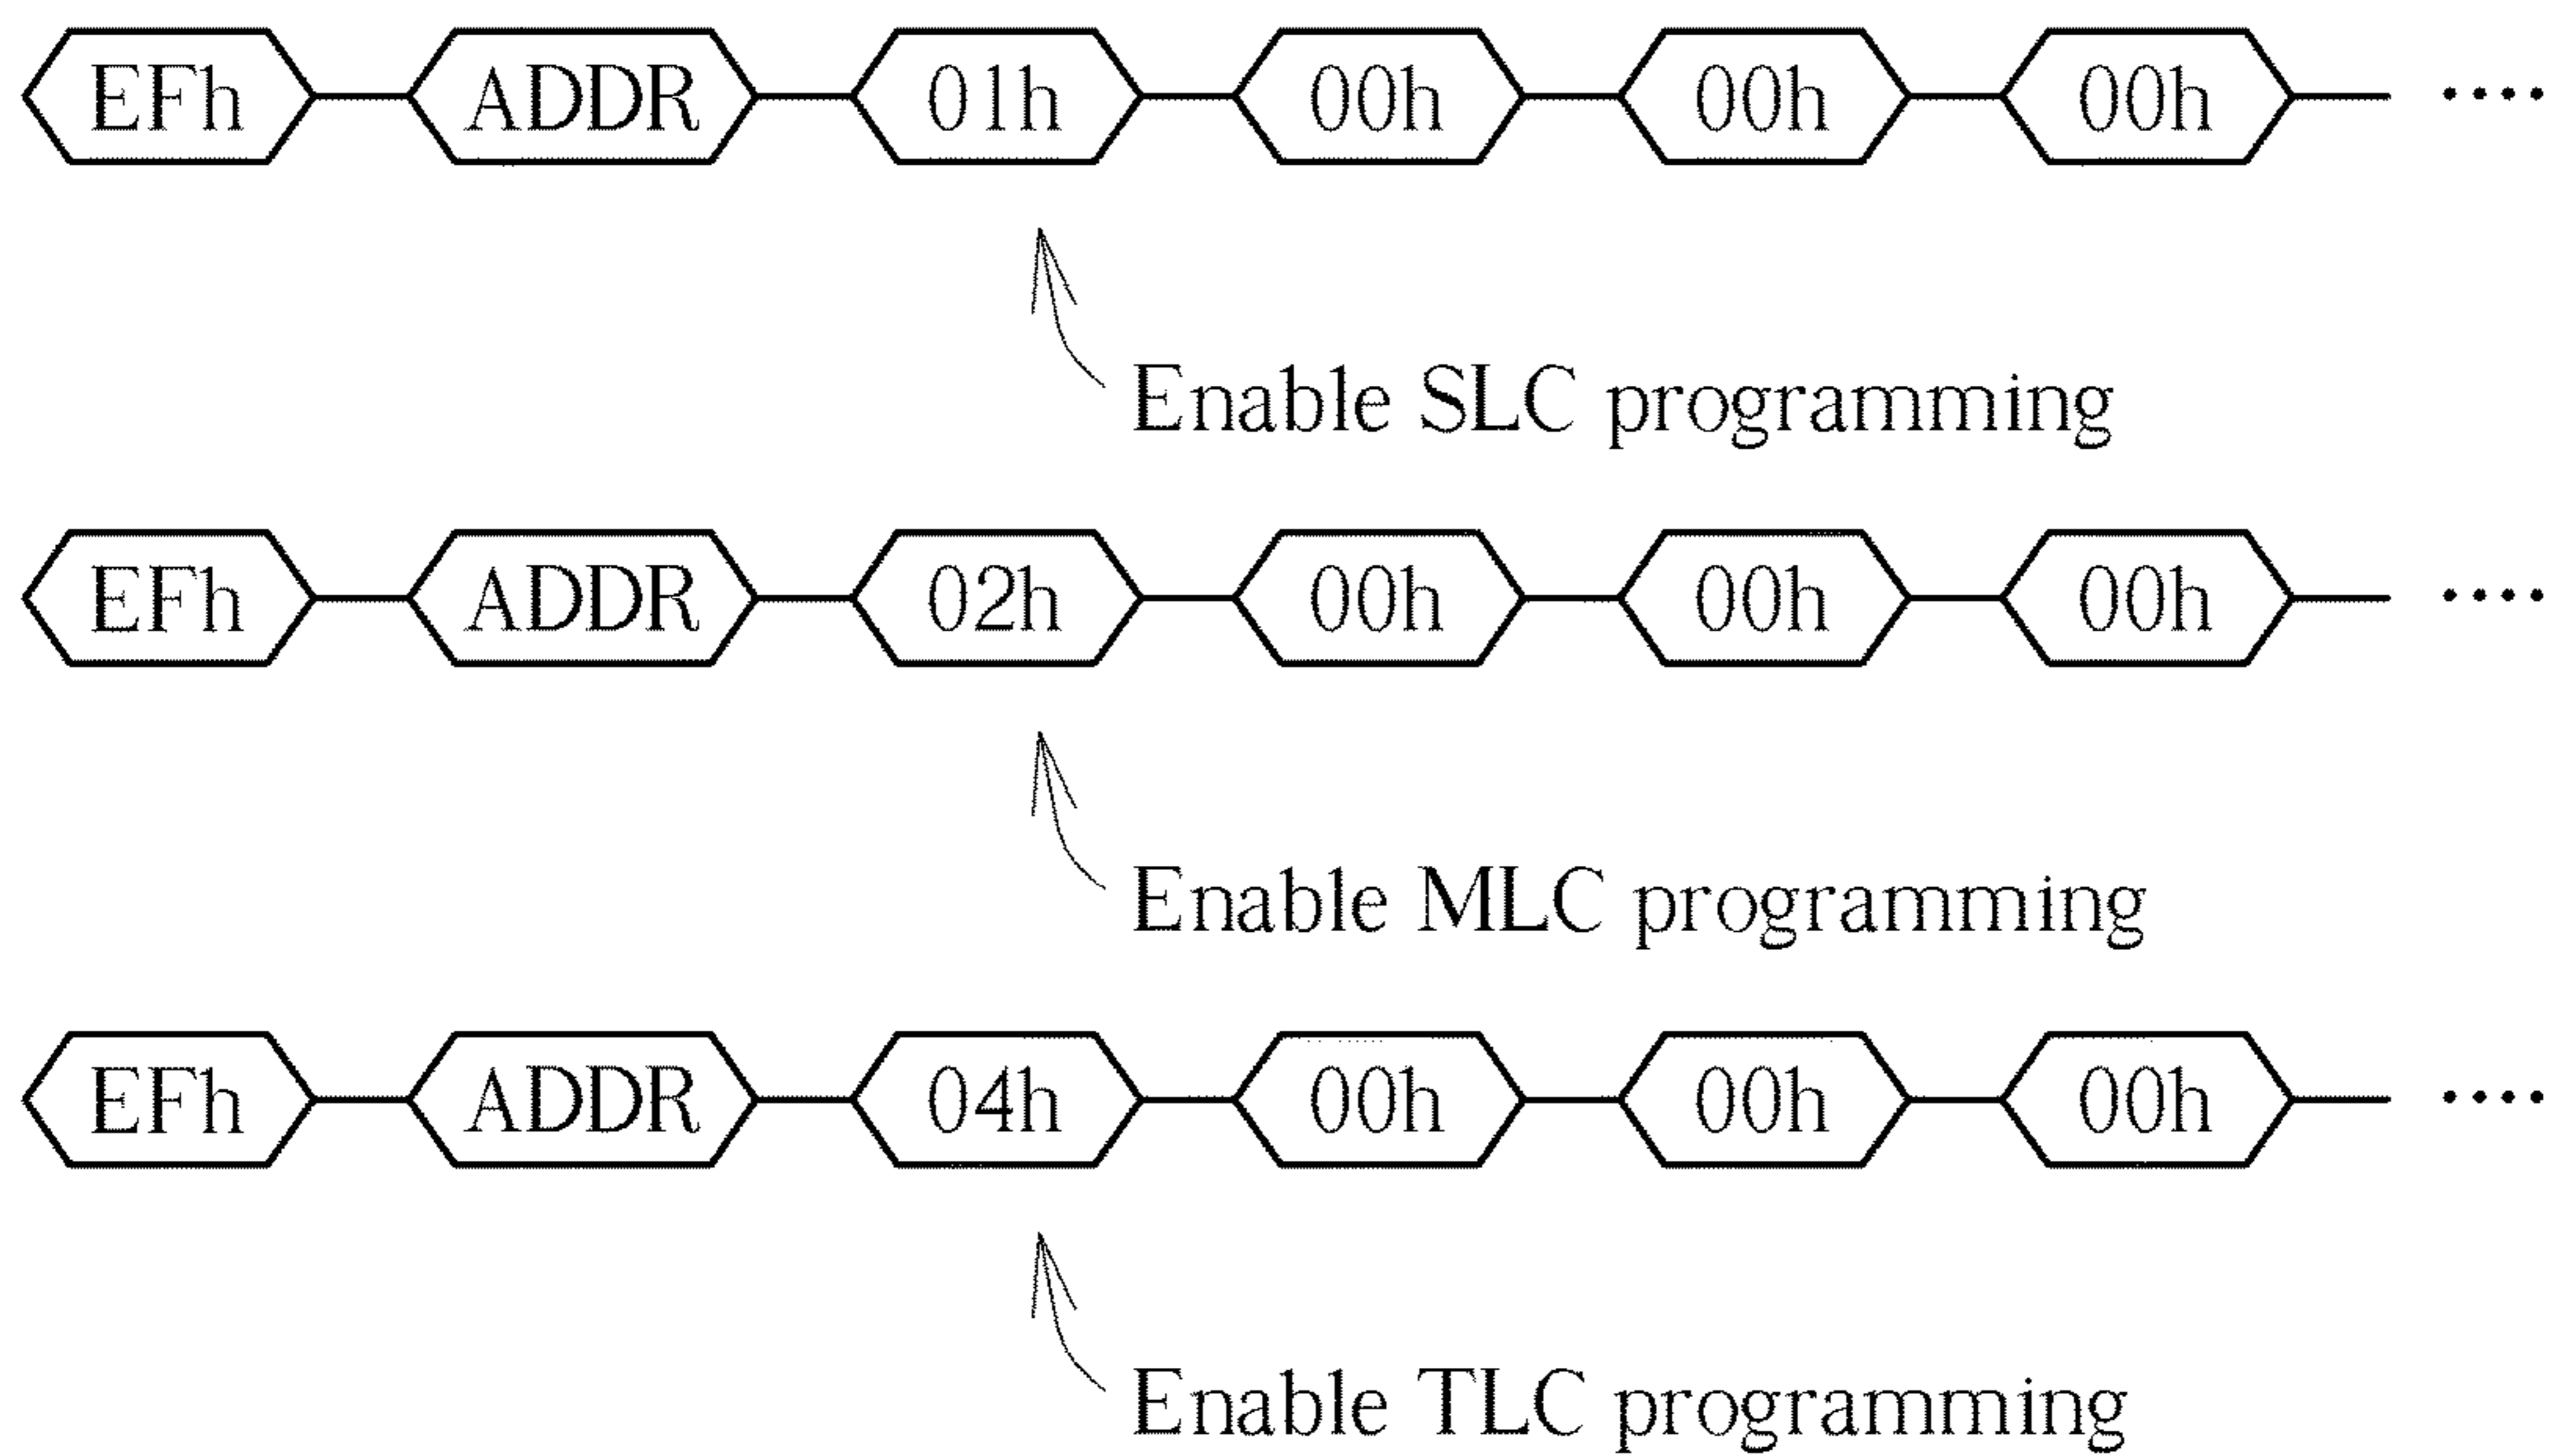 EFh ADDR 01h 00h 00h 00h ....
Enable SLC programming
EFh ADDR 02h 00h 00h 00h ....
Enable MLC programming
EFh ADDR 04h 00h 00h 00h ....
Enable TLC programming